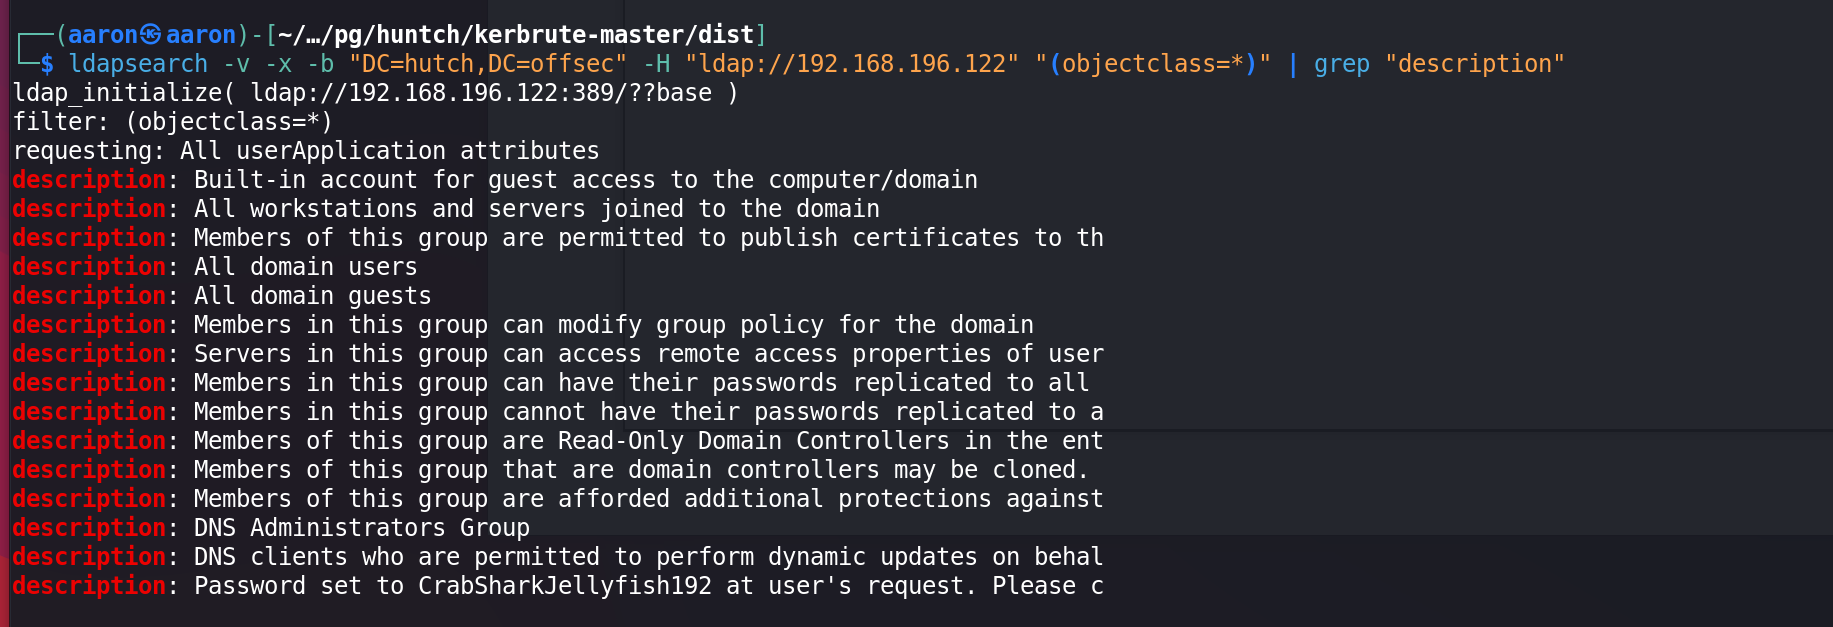 ┌──(aaron㉿aaron)-[~/…/pg/huntch/kerbrute-master/dist]
└─$ ldapsearch -v -x -b "DC=hutch,DC=offsec" -H "ldap://192.168.196.122" "(objectclass=*)" | grep "description"
ldap_initialize( ldap://192.168.196.122:389/??base )
filter: (objectclass=*)
requesting: All userApplication attributes
description: Built-in account for guest access to the computer/domain
description: All workstations and servers joined to the domain
description: Members of this group are permitted to publish certificates to th
description: All domain users
description: All domain guests
description: Members in this group can modify group policy for the domain
description: Servers in this group can access remote access properties of user
description: Members in this group can have their passwords replicated to all
description: Members in this group cannot have their passwords replicated to a
description: Members of this group are Read-Only Domain Controllers in the ent
description: Members of this group that are domain controllers may be cloned.
description: Members of this group are afforded additional protections against
description: DNS Administrators Group
description: DNS clients who are permitted to perform dynamic updates on behal
description: Password set to CrabSharkJellyfish192 at user's request. Please c